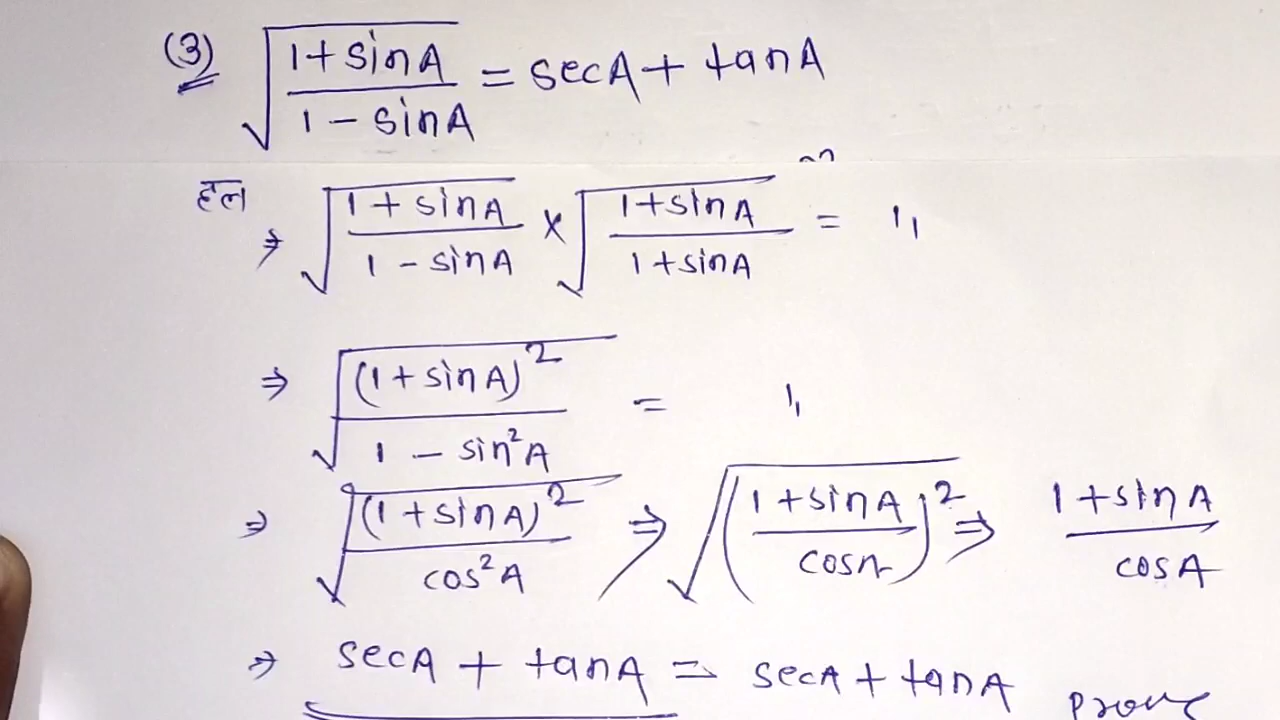 (3) √((1+sinA)/(1-sinA)) = secA + tanA
हल ⇒ √((1+sinA)/(1-sinA)) × √((1+sinA)/(1+sinA)) = ''
⇒ √((1+sinA)²/(1-sin²A)) = ''
⇒ √((1+sinA)²/cos²A) ⇒ √((1+sinA)/cosA)² ⇒ (1+sinA)/cosA
⇒ secA + tanA = secA + tanA prove